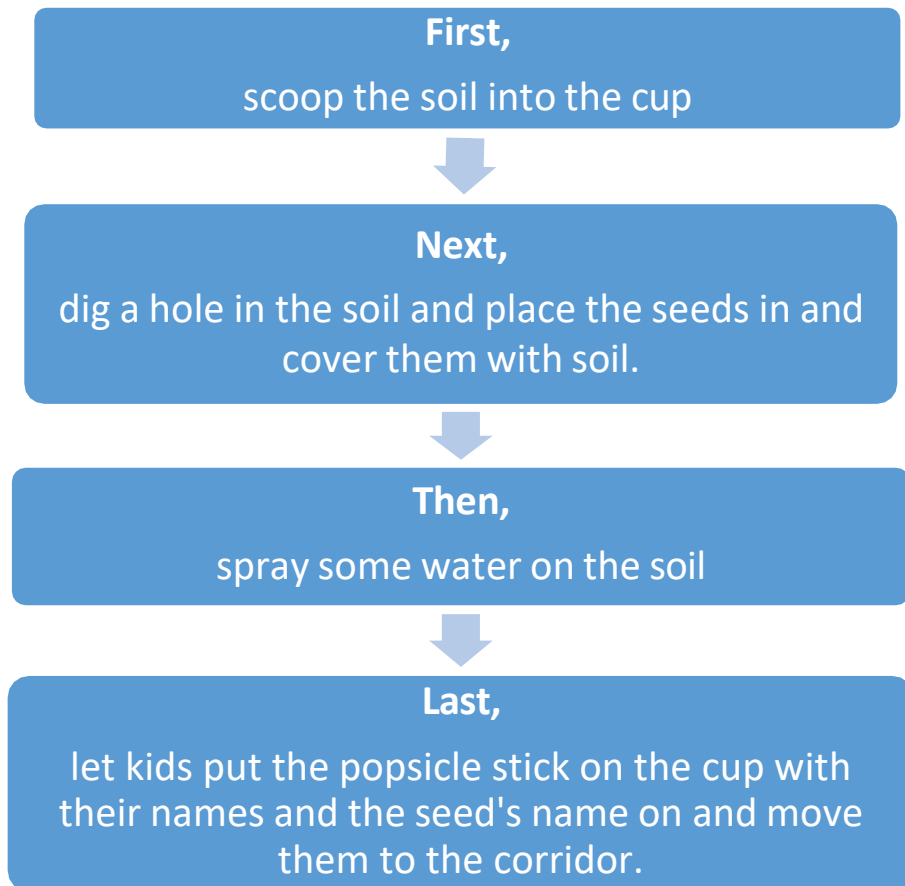 First,
scoop the soil into the cup
Next,
dig a hole in the soil and place the seeds in and
cover them with soil.
Then,
spray some water on the soil
Last,
let kids put the popsicle stick on the cup with
their names and the seed's name on and move
them to the corridor.